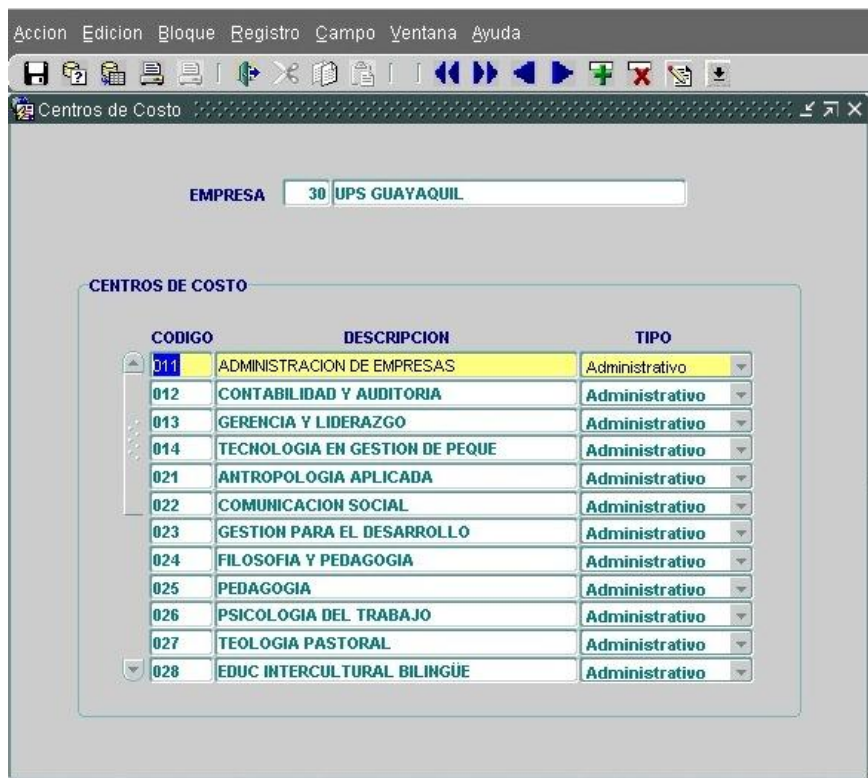 Accion Edicion Bloque Registro Campo Ventana Ayuda
Centros de Costo
EMPRESA 30 UPS GUAYAQUIL
CENTROS DE COSTO
CODIGO DESCRIPCION TIPO
011 ADMINISTRACION DE EMPRESAS Administrativo
012 CONTABILIDAD Y AUDITORIA Administrativo
013 GERENCIA Y LIDERAZGO Administrativo
014 TECNOLOGIA EN GESTION DE PEQUE Administrativo
021 ANTROPOLOGIA APLICADA Administrativo
022 COMUNICACION SOCIAL Administrativo
023 GESTION PARA EL DESARROLLO Administrativo
024 FILOSOFIA Y PEDAGOGIA Administrativo
025 PEDAGOGIA Administrativo
026 PSICOLOGIA DEL TRABAJO Administrativo
027 TEOLOGIA PASTORAL Administrativo
028 EDUC INTERCULTURAL BILINGÜE Administrativo